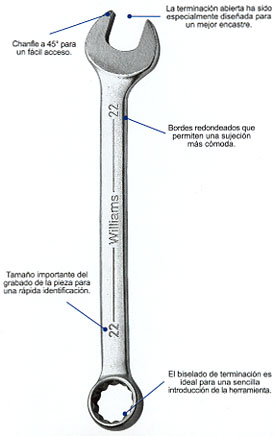 La terminación abierta ha sido
especialmente diseñada para
un mejor encastre.
Chanfle a 45° para
un fácil acceso.
22
Bordes redondeados que
permiten una sujeción
más cómoda.
Williams
Tamaño importante del
grabado de la pieza para
una rápida identificación.
22
El biselado de terminación es
ideal para una sencilla
introducción de la herramienta.